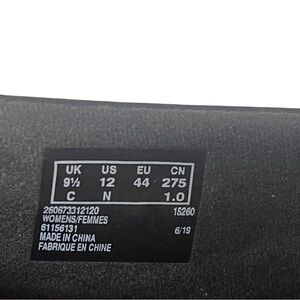 UK US EU CN
9½ 12 44 275
C N 1.0
260673312120 15260
WOMENS/FEMMES
61156131 6/19
MADE IN CHINA
FABRIQUE EN CHINE